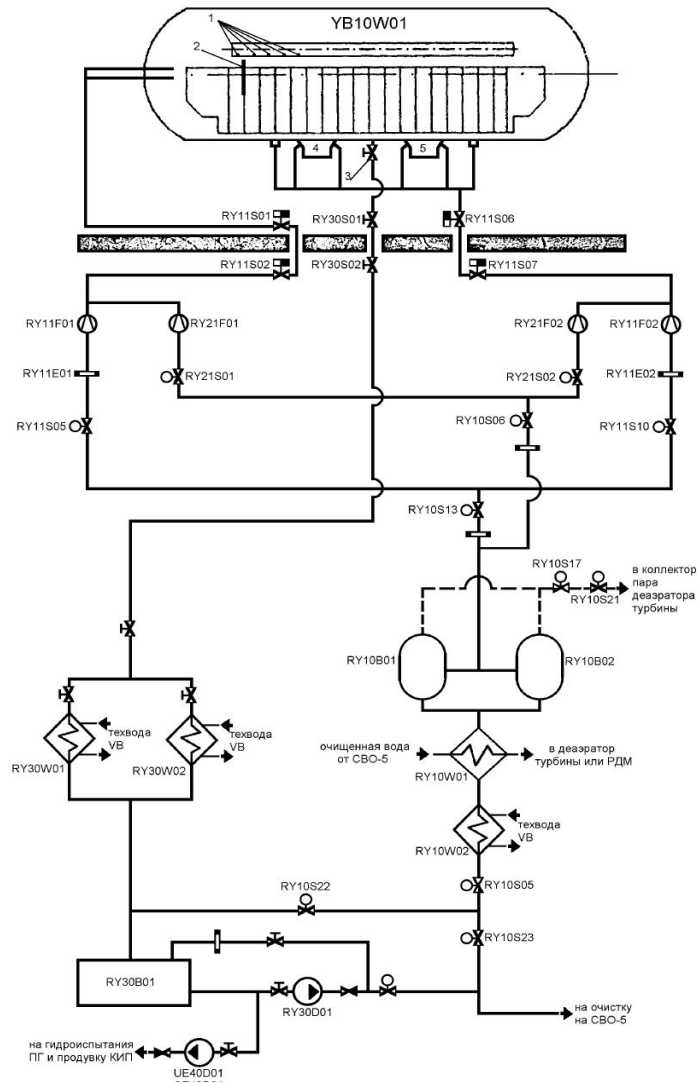 1
YB10W01
2
4
5
3
RY11S01
RY30S01
RY11S06
RY11S02
RY30S02
RY11S07
RY11F01
RY21F01
RY21F02
RY11F02
RY11E01
RY21S01
RY21S02
RY11E02
RY10S06
RY11S05
RY11S10
RY10S13
RY10S17
RY10S21
в коллектор
пара
деаэратора
турбины
RY10B01
RY10B02
техвода
VB
техвода
VB
RY30W01
RY30W02
очищенная вода
от СВО-5
RY10W01
в деаэратор
турбины или РДМ
техвода
VB
RY10W02
RY10S05
RY10S22
RY10S23
RY30B01
RY30D01
на очистку
на СВО-5
на гидроиспытания
ПГ и продувку КИП
UE40D01